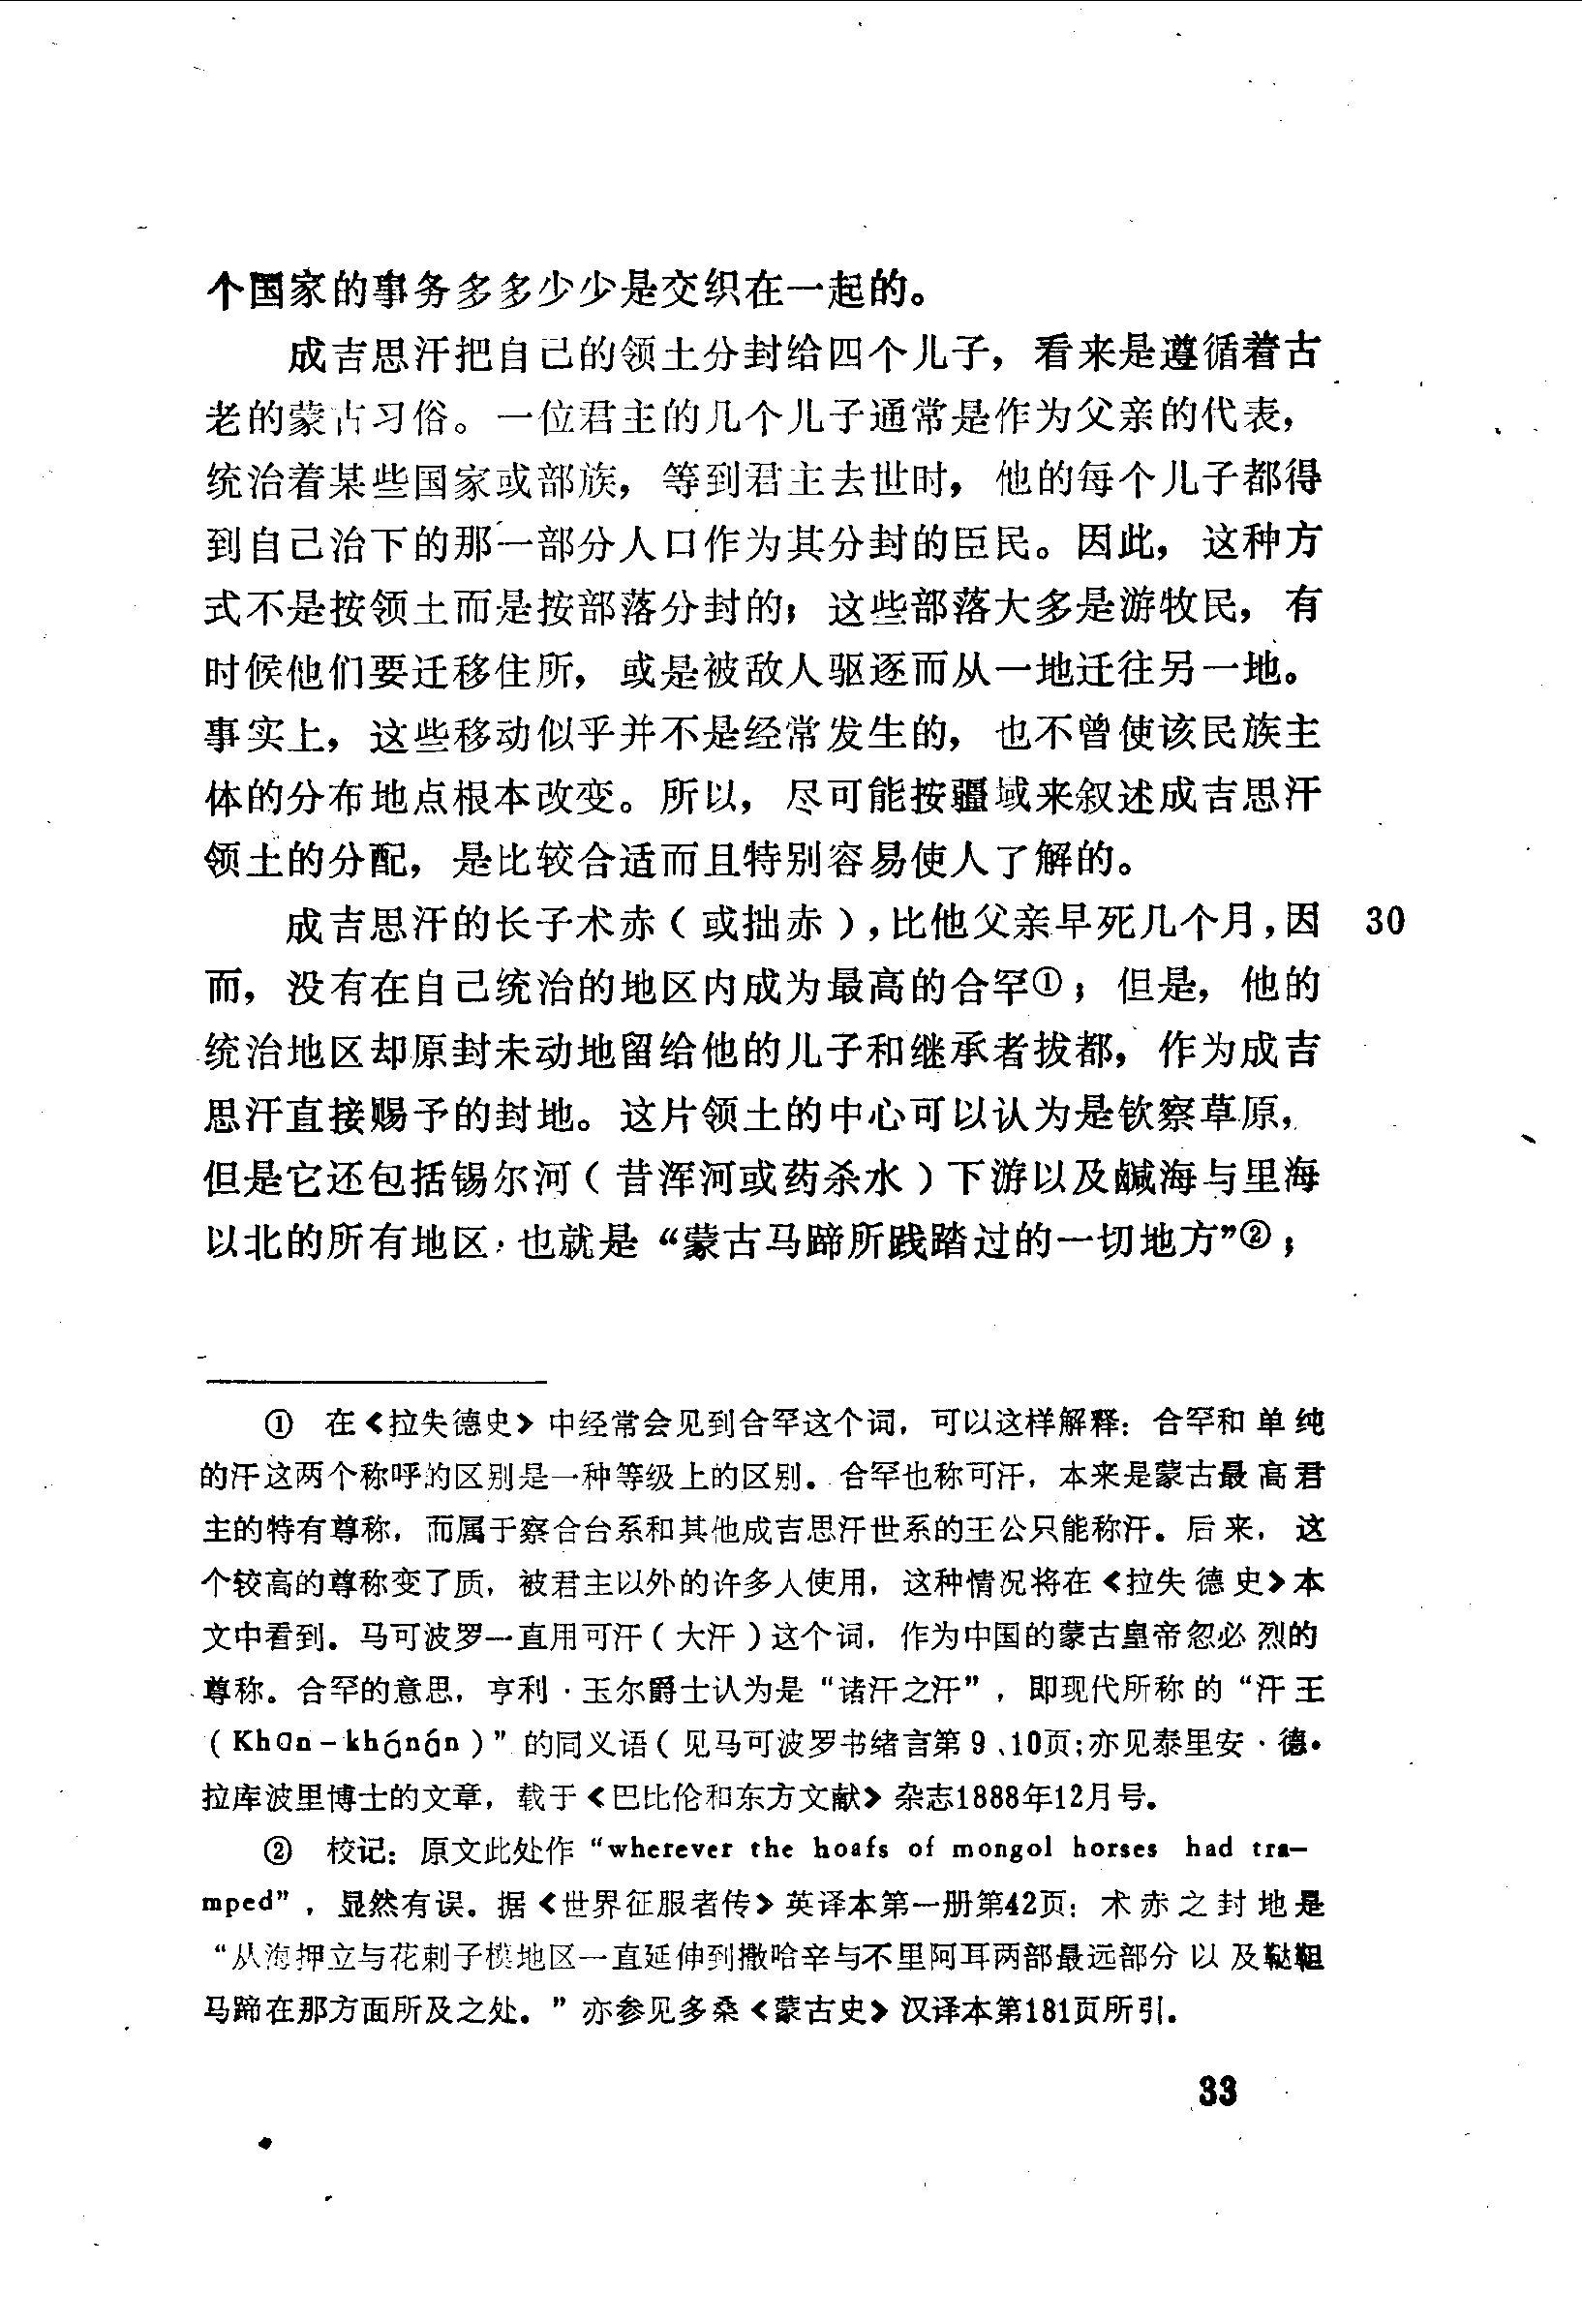 个国家的事务多多少少是交织在一起的。
成吉思汗把自己的领土分封给四个儿子，看来是遵循着古
老的蒙古习俗。一位君主的几个儿子通常是作为父亲的代表，
统治着某些国家或部族，等到君主去世时，他的每个儿子都得
到自己治下的那一部分人口作为其分封的臣民。因此，这种方
式不是按领土而是按部落分封的；这些部落大多是游牧民，有
时候他们要迁移住所，或是被敌人驱逐而从一地迁往另一地。
事实上，这些移动似乎并不是经常发生的，也不曾使该民族主
体的分布地点根本改变。所以，尽可能按疆域来叙述成吉思汗
领土的分配，是比较合适而且特别容易使人了解的。
成吉思汗的长子术赤（或拙赤），比他父亲早死几个月，因 30
而，没有在自己统治的地区内成为最高的合罕①；但是，他的
统治地区却原封未动地留给他的儿子和继承者拔都，作为成吉
思汗直接赐予的封地。这片领土的中心可以认为是钦察草原，
但是它还包括锡尔河（昔浑河或药杀水）下游以及鹹海与里海
以北的所有地区，也就是“蒙古马蹄所践踏过的一切地方”②；
① 在《拉失德史》中经常会见到合罕这个词，可以这样解释：合罕和单纯
的汗这两个称呼的区别是一种等级上的区别。合罕也称可汗，本来是蒙古最高君
主的特有尊称，而属于察合台系和其他成吉思汗世系的王公只能称汗。后来，这
个较高的尊称变了质，被君主以外的许多人使用，这种情况将在《拉失德史》本
文中看到。马可波罗一直用可汗（大汗）这个词，作为中国的蒙古皇帝忽必烈的
尊称。合罕的意思，亨利·玉尔爵士认为是“诸汗之汗”，即现代所称的“汗王
（Khan－khánán）”的同义语（见马可波罗书绪言第9、10页；亦见泰里安·德·
拉库波里博士的文章，载于《巴比伦和东方文献》杂志1888年12月号。
② 校记：原文此处作“wherever the hoafs of mongol horses had tra-
mped”，显然有误。据《世界征服者传》英译本第一册第42页：术赤之封地是
“从海押立与花剌子模地区一直延伸到撒哈辛与不里阿耳两部最远部分以及鞑靼
马蹄在那方面所及之处。”亦参见多桑《蒙古史》汉译本第181页所引。
33